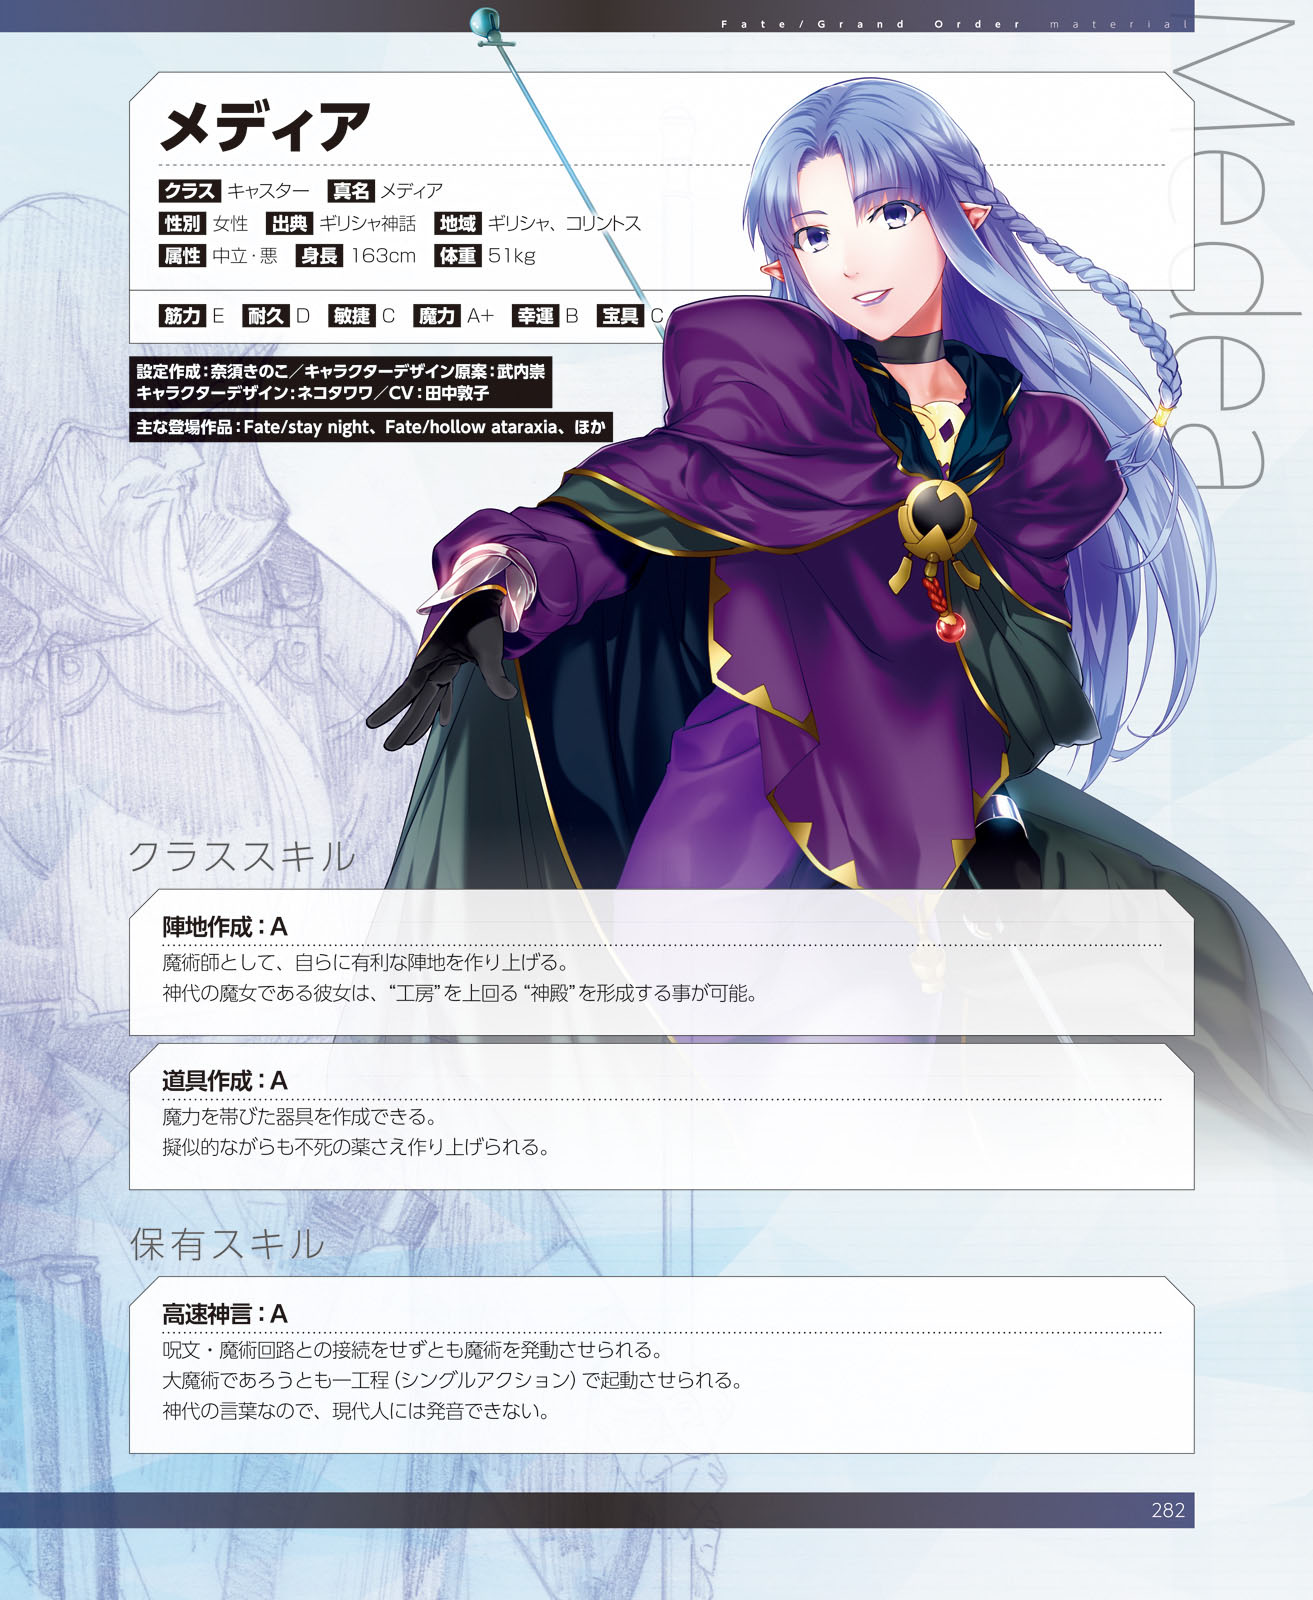 Fate/Grand Order material
Medea
メディア
クラス キャスター 真名 メディア
性別 女性 出典 ギリシャ神話 地域 ギリシャ、コリントス
属性 中立・悪 身長 163cm 体重 51kg
筋力 E 耐久 D 敏捷 C 魔力 A+ 幸運 B 宝具 C
設定作成：奈須きのこ／キャラクターデザイン原案：武内崇
キャラクターデザイン：ネコタワワ／CV：田中敦子
主な登場作品：Fate/stay night、Fate/hollow ataraxia、ほか
クラススキル
陣地作成：A
魔術師として、自らに有利な陣地を作り上げる。
神代の魔女である彼女は、“工房”を上回る“神殿”を形成する事が可能。
道具作成：A
魔力を帯びた器具を作成できる。
擬似的ながらも不死の薬さえ作り上げられる。
保有スキル
高速神言：A
呪文・魔術回路との接続をせずとも魔術を発動させられる。
大魔術であろうとも一工程（シングルアクション）で起動させられる。
神代の言葉なので、現代人には発音できない。
282